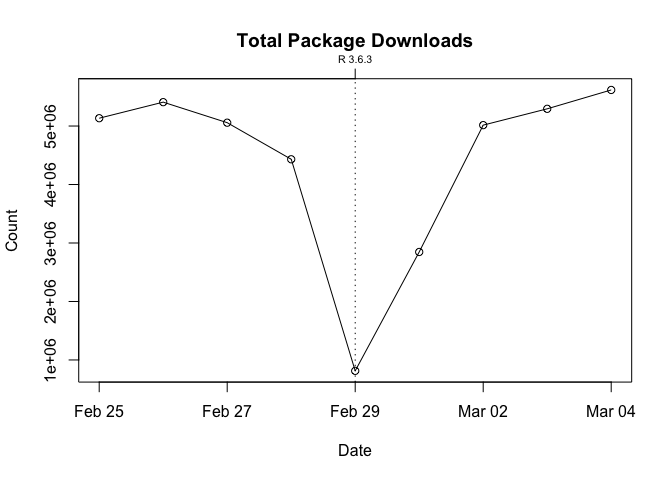 Total Package Downloads
R 3.6.3
Count
5e+06
4e+06
3e+06
2e+06
1e+06
Feb 25 Feb 27 Feb 29 Mar 02 Mar 04
Date